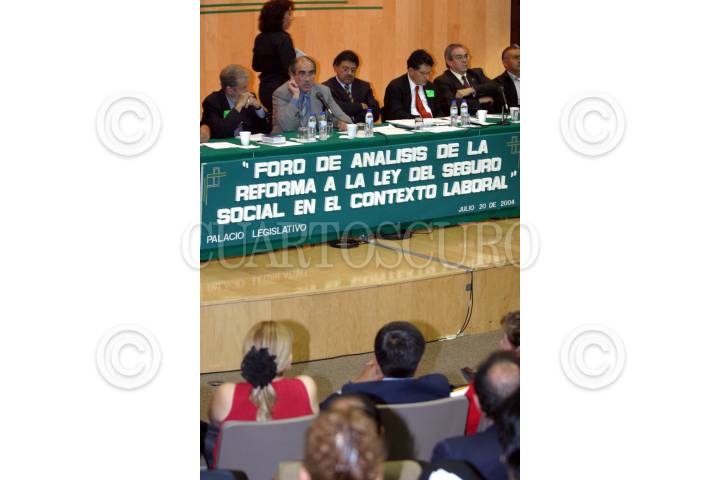 " FORO DE ANALISIS DE LA
REFORMA A LA LEY DEL SEGURO
SOCIAL EN EL CONTEXTO LABORAL"
PALACIO LEGISLATIVO
JULIO 20 DE 2004
© CUARTOSCURO ©
© ©